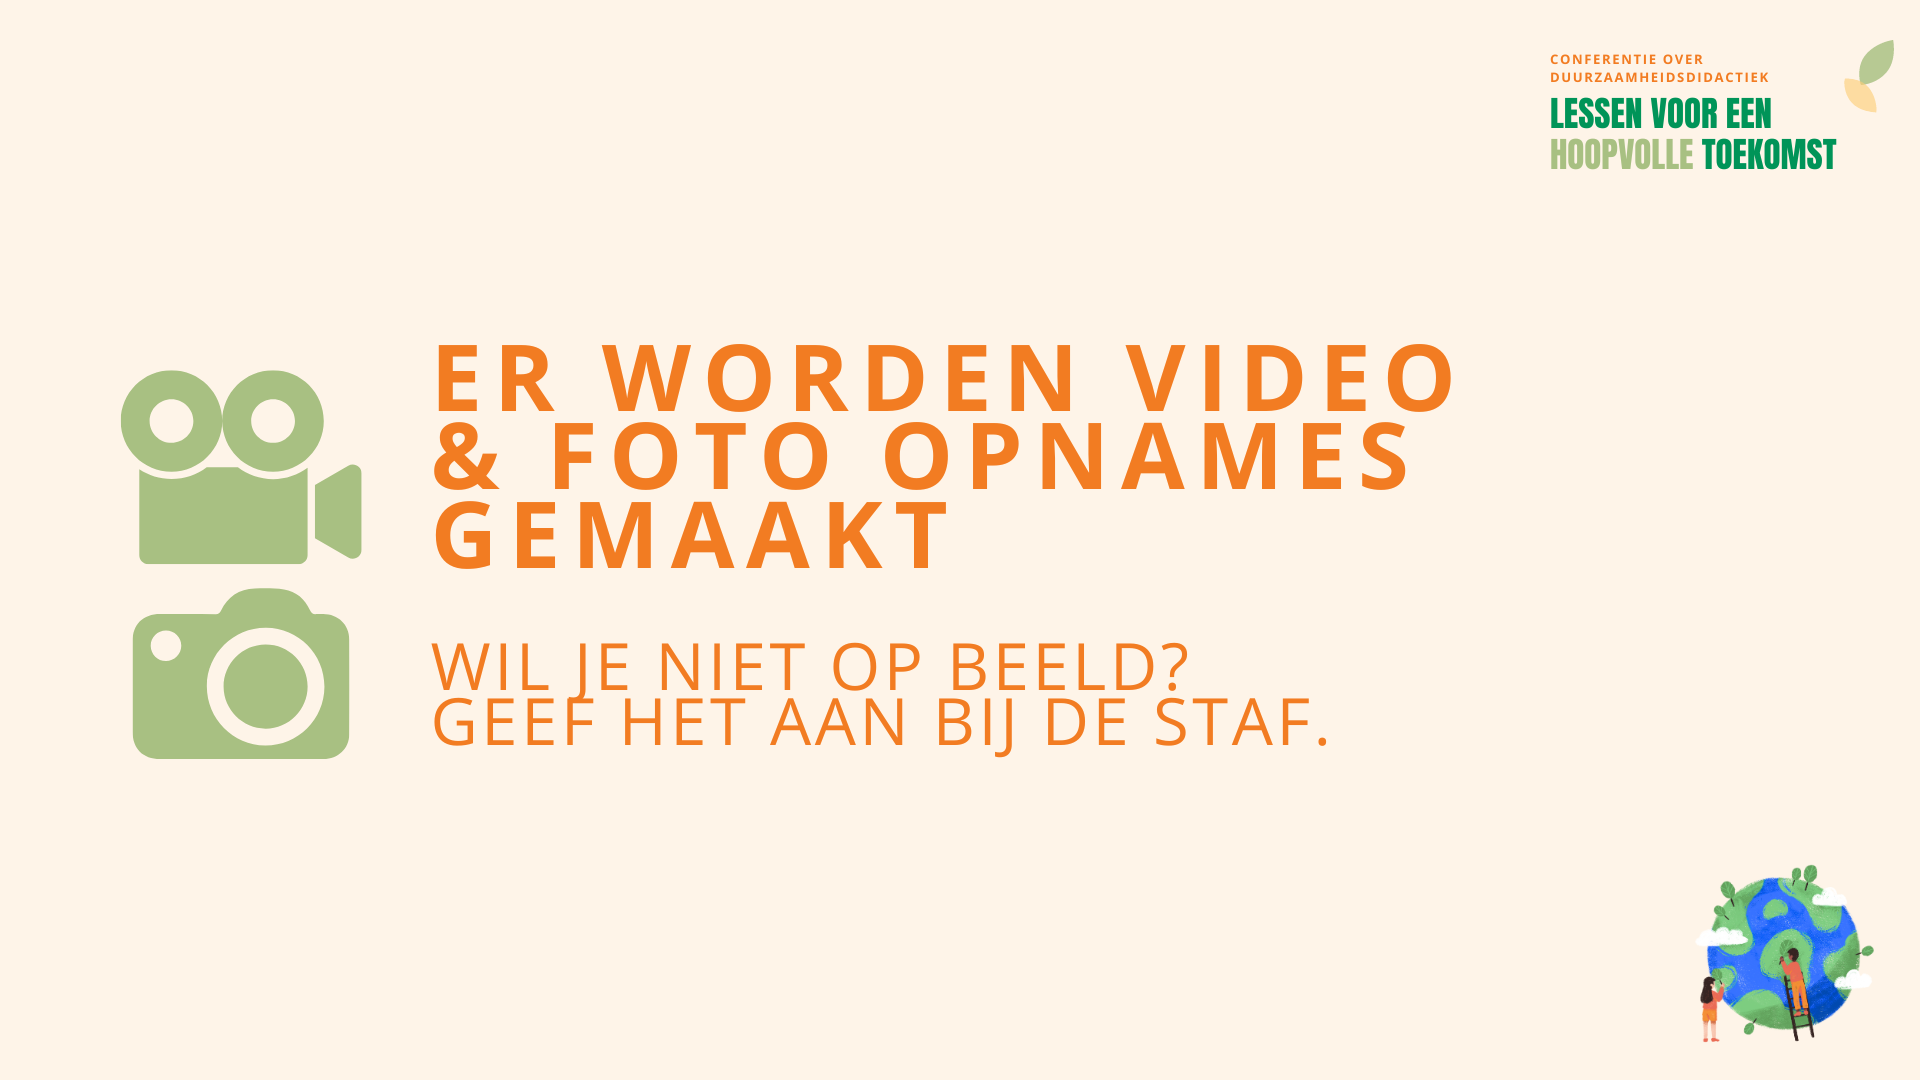 CONFERENTIE OVER
DUURZAAMHEIDSDIDACTIEK
LESSEN VOOR EEN
HOOPVOLLE TOEKOMST
ER WORDEN VIDEO
& FOTO OPNAMES
GEMAAKT
WIL JE NIET OP BEELD?
GEEF HET AAN BIJ DE STAF.